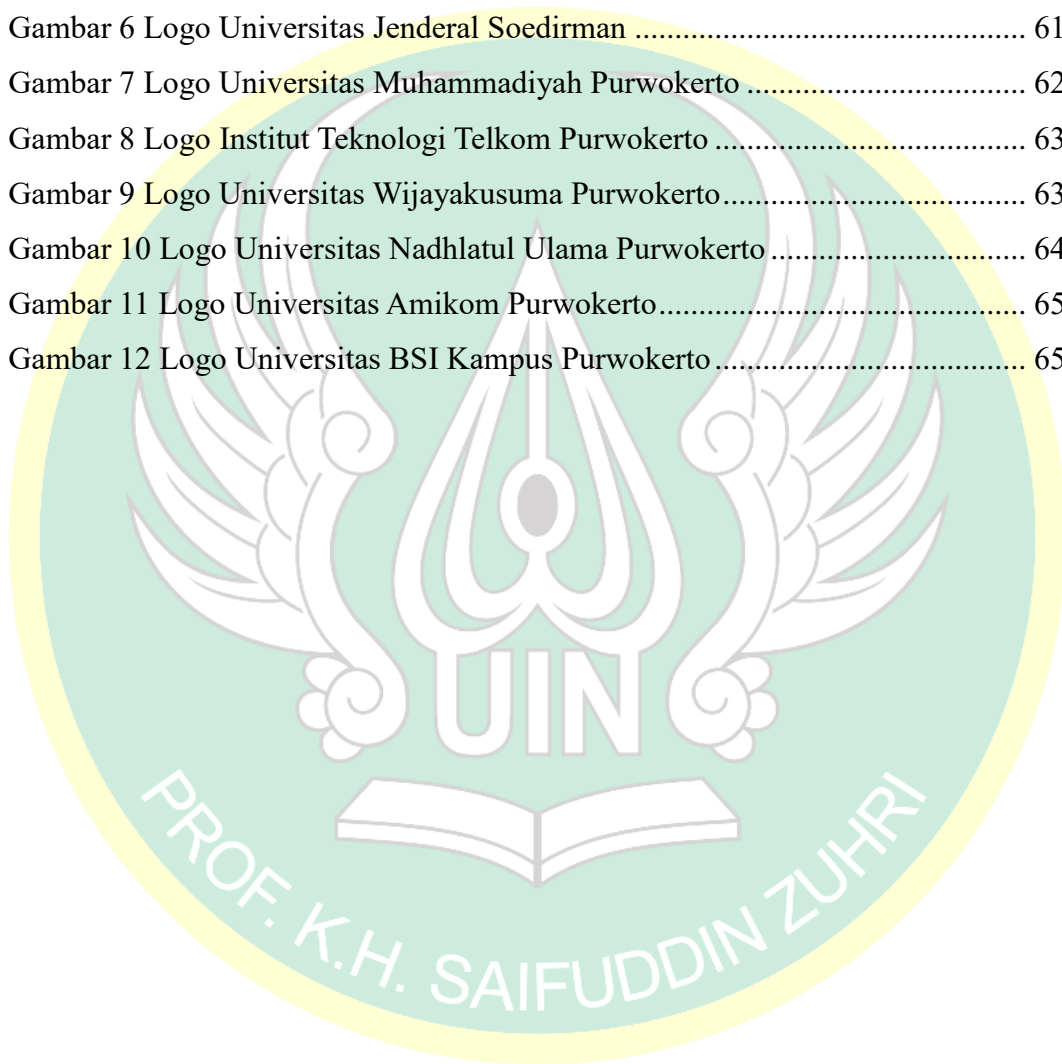 Gambar 6 Logo Universitas Jenderal Soedirman ........................................................ 61
Gambar 7 Logo Universitas Muhammadiyah Purwokerto ........................................ 62
Gambar 8 Logo Institut Teknologi Telkom Purwokerto ............................................ 63
Gambar 9 Logo Universitas Wijayakusuma Purwokerto........................................... 63
Gambar 10 Logo Universitas Nadhlatul Ulama Purwokerto ..................................... 64
Gambar 11 Logo Universitas Amikom Purwokerto.................................................... 65
Gambar 12 Logo Universitas BSI Kampus Purwokerto ............................................ 65
UIN
PROF. K.H. SAIFUDDIN ZUHRI